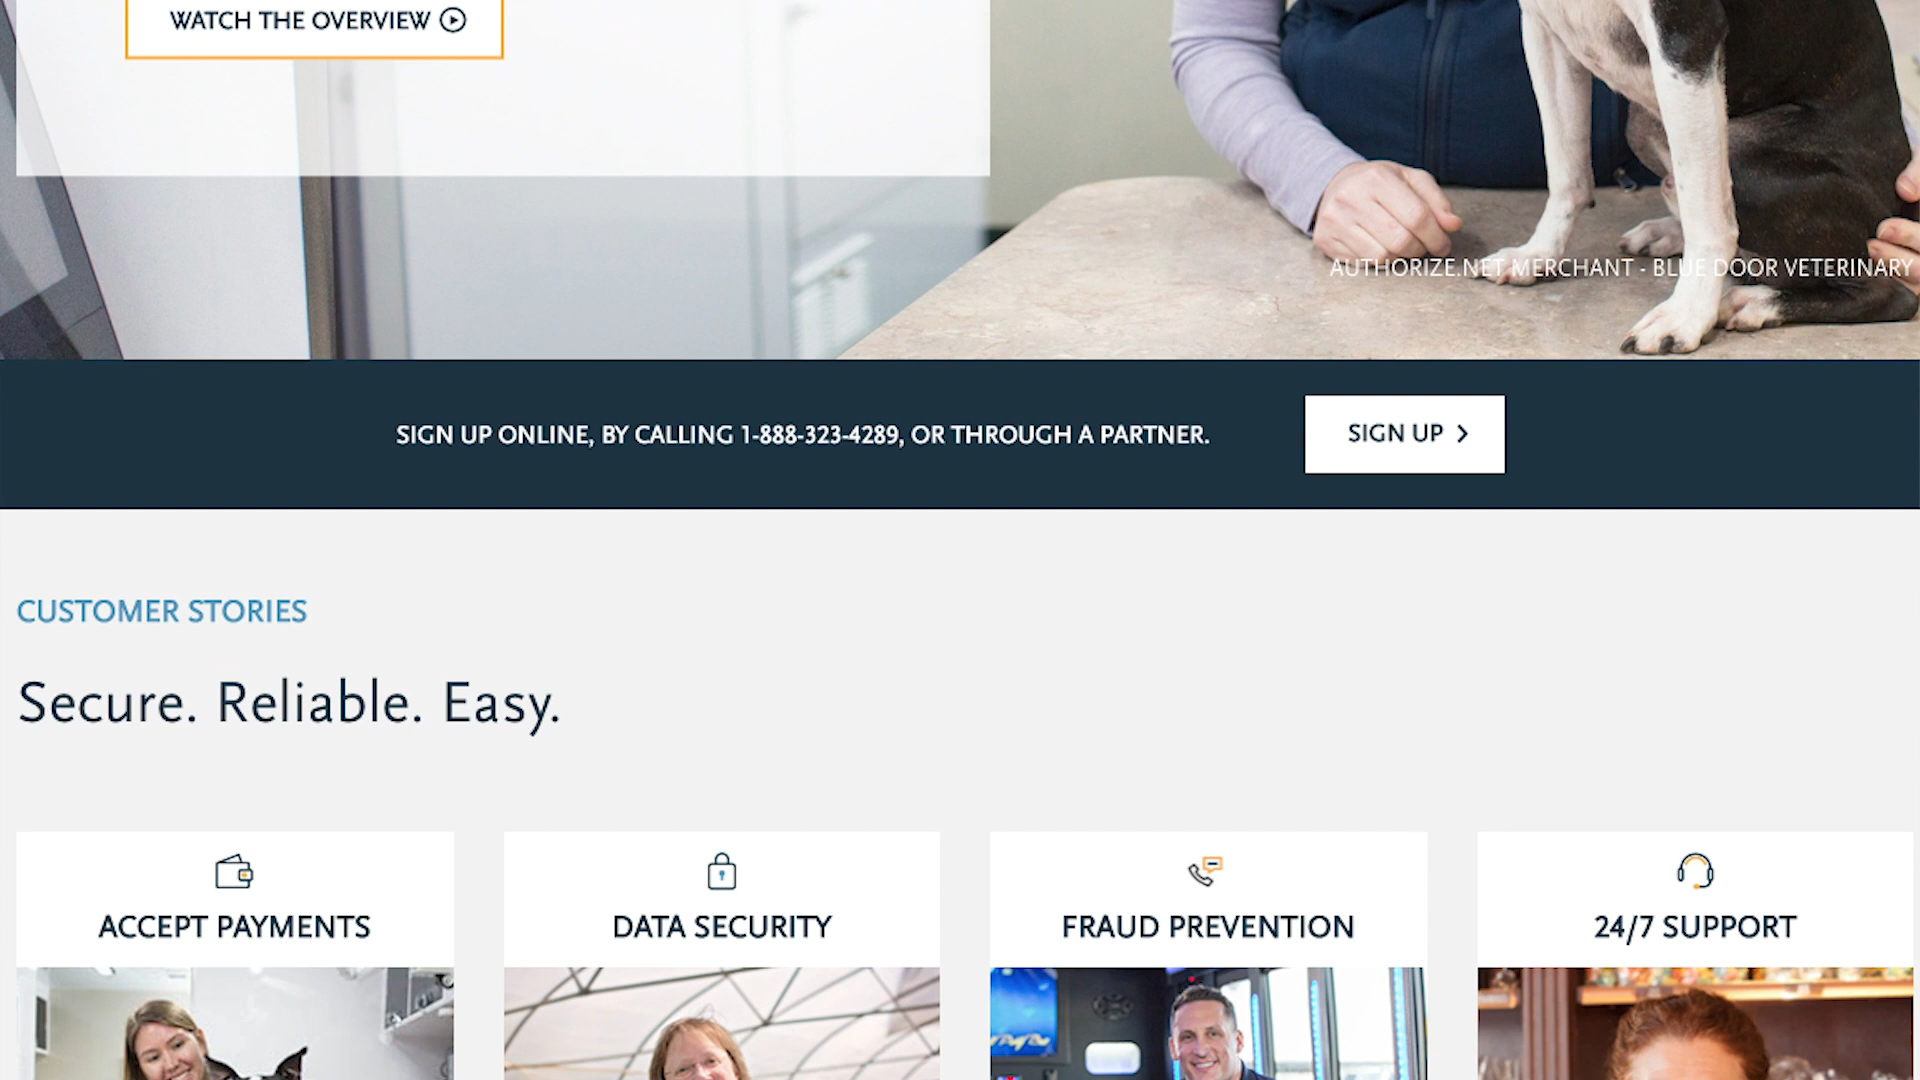 WATCH THE OVERVIEW
AUTHORIZE.NET MERCHANT - BLUE DOOR VETERINARY
SIGN UP ONLINE, BY CALLING 1-888-323-4289, OR THROUGH A PARTNER.
SIGN UP
CUSTOMER STORIES
Secure. Reliable. Easy.
ACCEPT PAYMENTS
DATA SECURITY
FRAUD PREVENTION
24/7 SUPPORT